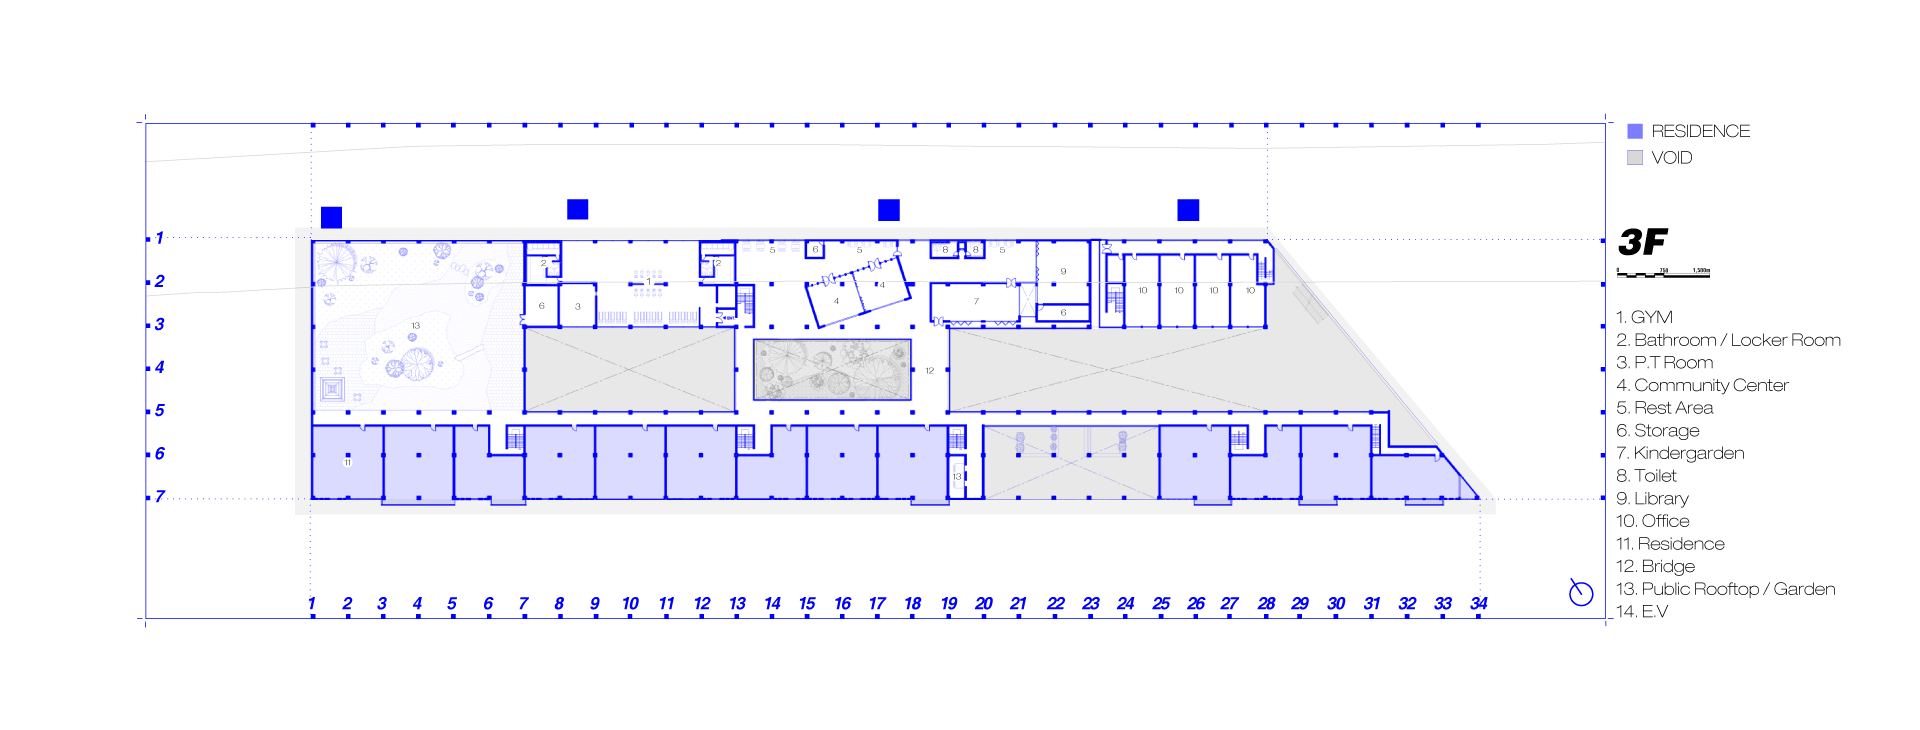 RESIDENCE
VOID
3F
0 750 1,500m
1. GYM
2. Bathroom / Locker Room
3. P.T Room
4. Community Center
5. Rest Area
6. Storage
7. Kindergarden
8. Toilet
9. Library
10. Office
11. Residence
12. Bridge
13. Public Rooftop / Garden
14. E.V
1
2
3
4
5
6
7
5 6 5 8 8 5
2 2 9
1
4 4 10 10 10 10
6 3 7 6
13
12
11 13
1 2 3 4 5 6 7 8 9 10 11 12 13 14 15 16 17 18 19 20 21 22 23 24 25 26 27 28 29 30 31 32 33 34